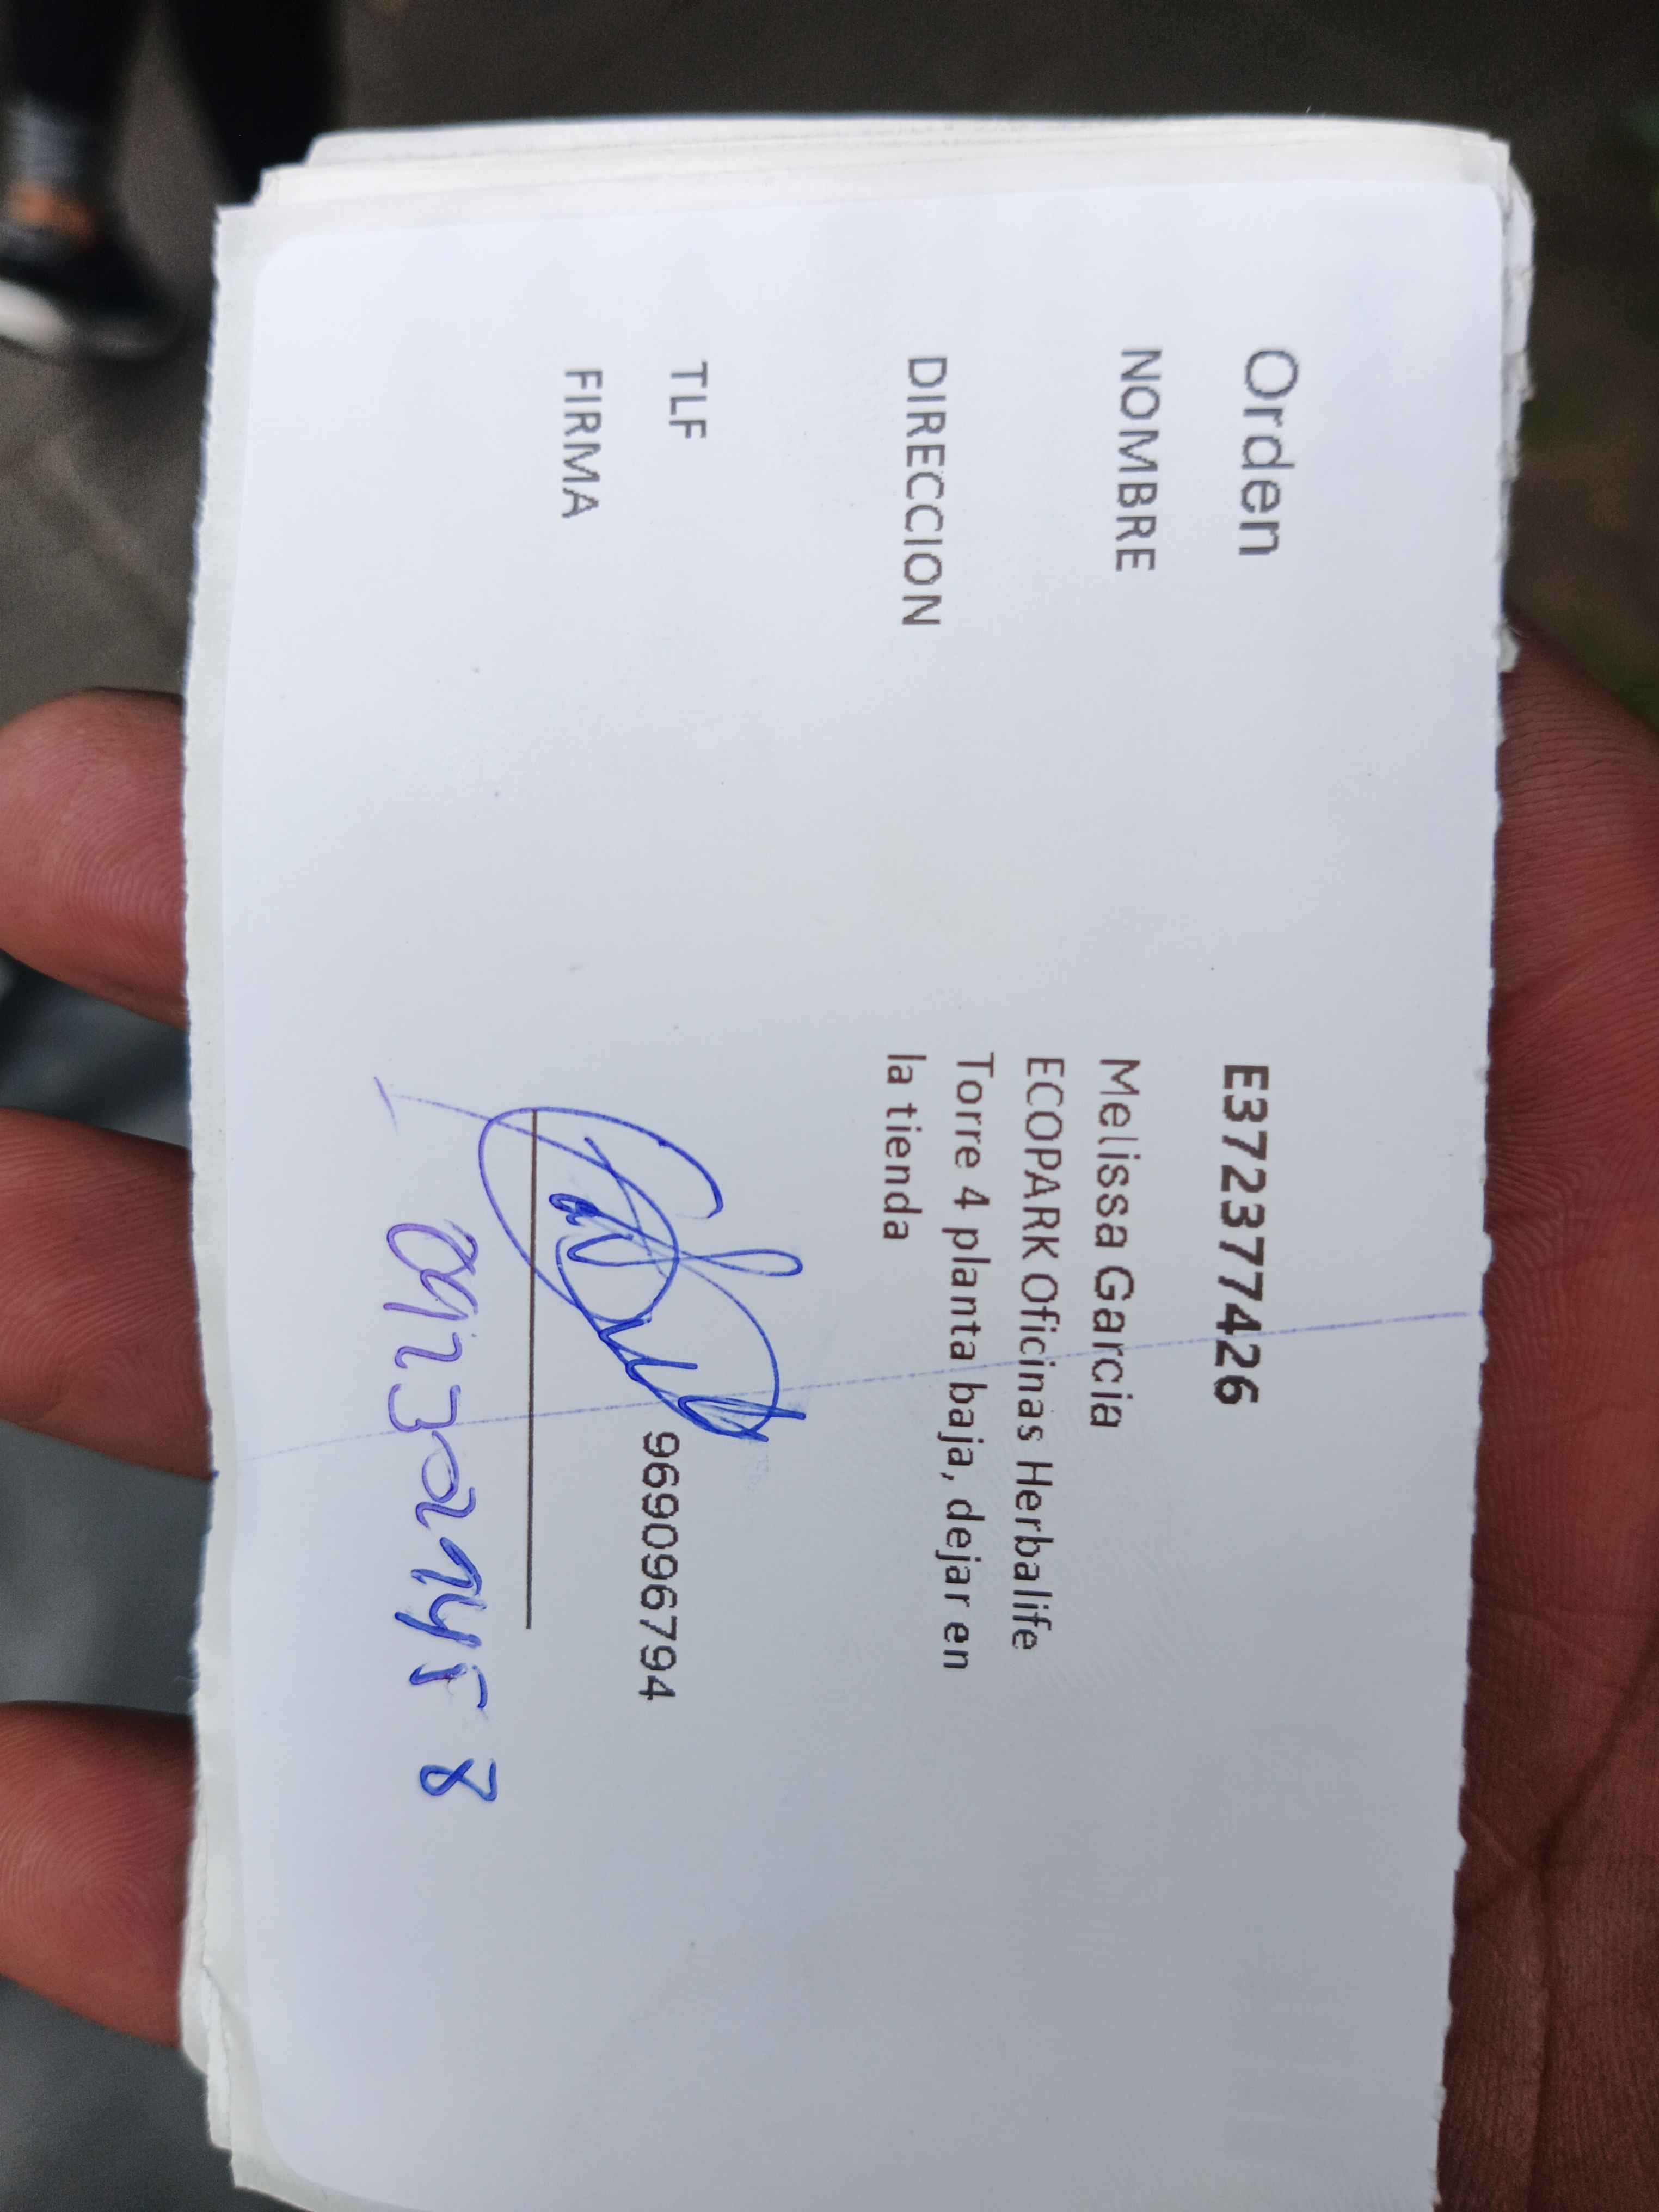 Orden E372377426
NOMBRE Melissa Garcia
DIRECCION ECOPARK Oficinas Herbalife
Torre 4 planta baja, dejar en
la tienda
TLF 969096794
FIRMA